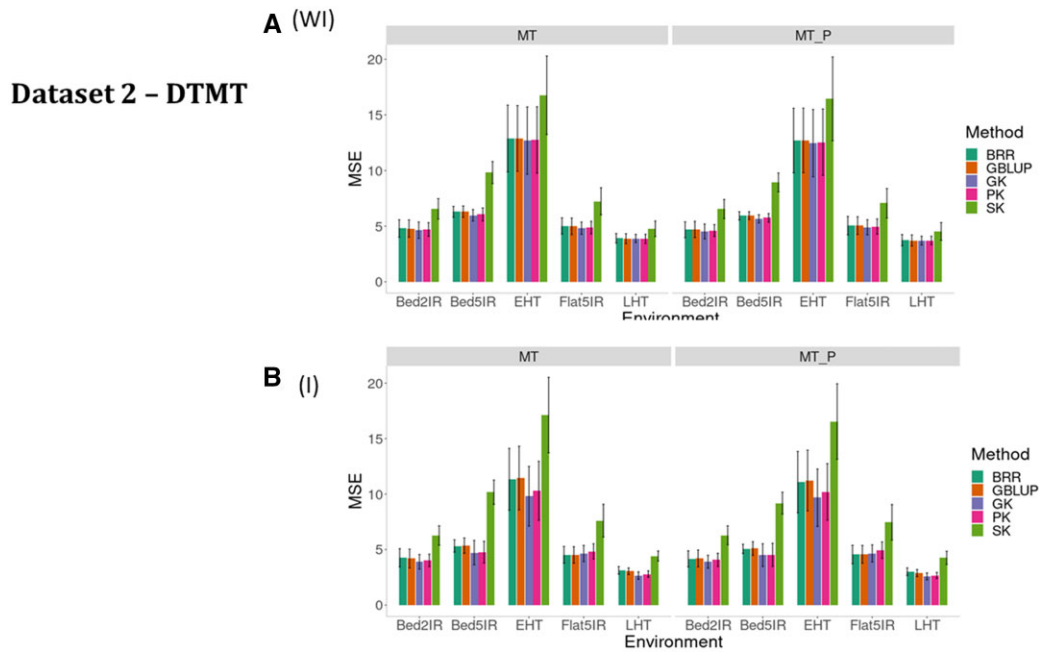 A (WI)
Dataset 2 – DTMT
MT MT_P
20
15
10
5
0
MSE
Bed2IR Bed5IR EHT Flat5IR LHT Bed2IR Bed5IR EHT Flat5IR LHT
Environment
Method
BRR
GBLUP
GK
PK
SK
B (I)
MT MT_P
20
15
10
5
0
MSE
Bed2IR Bed5IR EHT Flat5IR LHT Bed2IR Bed5IR EHT Flat5IR LHT
Environment
Method
BRR
GBLUP
GK
PK
SK